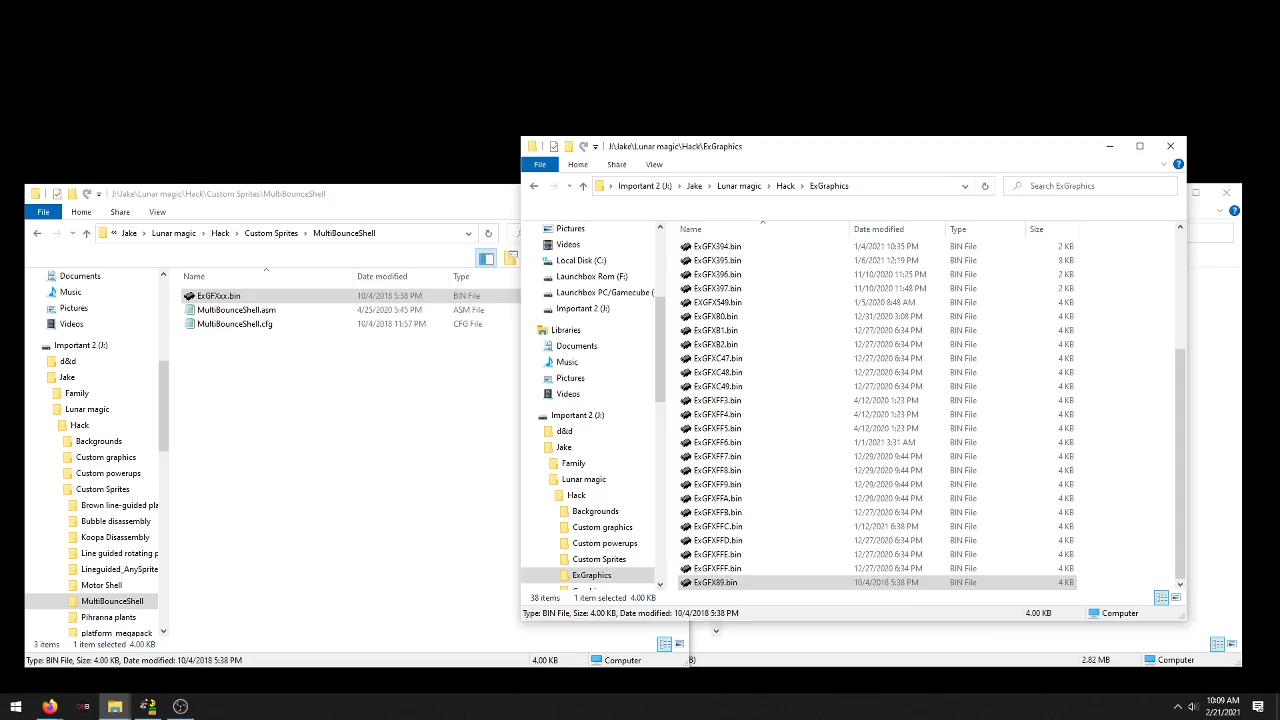 J:\Jake\Lunar magic\Hack\ExGraphics
File Home Share View
Important 2 (J:) Jake Lunar magic Hack ExGraphics
Search ExGraphics
Name Date modified Type Size
Pictures
Videos
Local Disk (C:)
Launchbox Rom (F:)
Launchbox PC/Gamecube (
Important 2 (J:)
Libraries
Documents
Music
Pictures
Videos
Important 2 (J:)
d&d
Jake
Family
Lunar magic
Hack
Backgrounds
Custom graphics
Custom powerups
Custom Sprites
ExGraphics
ExGFX394.bin 1/4/2021 10:35 PM BIN File 2 KB
ExGFX395.bin 1/6/2021 12:19 PM BIN File 8 KB
ExGFX396.bin 11/10/2020 11:25 PM BIN File 2 KB
ExGFX397.bin 11/10/2020 11:48 PM BIN File 2 KB
EXGFX549.bin 1/5/2020 8:48 AM BIN File 4 KB
ExGFXB0.bin 12/31/2020 3:08 PM BIN File 4 KB
ExGFXB1.bin 12/27/2020 6:34 PM BIN File 4 KB
ExGFXB2.bin 12/27/2020 6:34 PM BIN File 4 KB
ExGFXC47.bin 12/27/2020 6:34 PM BIN File 4 KB
ExGFXC48.bin 12/27/2020 6:34 PM BIN File 4 KB
ExGFXC49.bin 12/27/2020 6:34 PM BIN File 4 KB
ExGFXFF3.bin 4/12/2020 1:23 PM BIN File 4 KB
ExGFXFF4.bin 4/12/2020 1:23 PM BIN File 4 KB
ExGFXFF5.bin 4/12/2020 1:23 PM BIN File 4 KB
ExGFXFF6.bin 1/1/2021 3:31 AM BIN File 4 KB
ExGFXFF7.bin 12/29/2020 9:44 PM BIN File 4 KB
ExGFXFF8.bin 12/29/2020 9:44 PM BIN File 4 KB
ExGFXFF9.bin 12/29/2020 9:44 PM BIN File 4 KB
ExGFXFFA.bin 12/29/2020 9:44 PM BIN File 4 KB
ExGFXFFB.bin 12/27/2020 6:34 PM BIN File 4 KB
ExGFXFFC.bin 1/12/2021 6:38 PM BIN File 4 KB
ExGFXFFD.bin 12/27/2020 6:34 PM BIN File 4 KB
ExGFXFFE.bin 12/27/2020 6:34 PM BIN File 4 KB
ExGFXFFF.bin 12/27/2020 6:34 PM BIN File 4 KB
ExGFX89.bin 10/4/2018 5:38 PM BIN File 4 KB
38 items 1 item selected 4.00 KB
Type: BIN File, Size: 4.00 KB, Date modified: 10/4/2018 5:38 PM 4.00 KB Computer
J:\Jake\Lunar magic\Hack\Custom Sprites\MultiBounceShell
File Home Share View
« Jake Lunar magic Hack Custom Sprites MultiBounceShell
Name Date modified Type
Documents
Music
Pictures
Videos
Important 2 (J:)
d&d
Jake
Family
Lunar magic
Hack
Backgrounds
Custom graphics
Custom powerups
Custom Sprites
Brown line-guided pla
Bubble disassembly
Koopa Disassembly
Line guided rotating p
Lineguided_AnySprite
Motor Shell
MultiBounceShell
Pihranna plants
platform_megapack
ExGFXxx.bin 10/4/2018 5:38 PM BIN File
MultiBounceShell.asm 4/25/2020 5:45 PM ASM File
MultiBounceShell.cfg 10/4/2018 11:57 PM CFG File
3 items 1 item selected 4.00 KB
Type: BIN File, Size: 4.00 KB, Date modified: 10/4/2018 5:38 PM 4.00 KB Computer
2.82 MB Computer
10:09 AM
2/21/2021